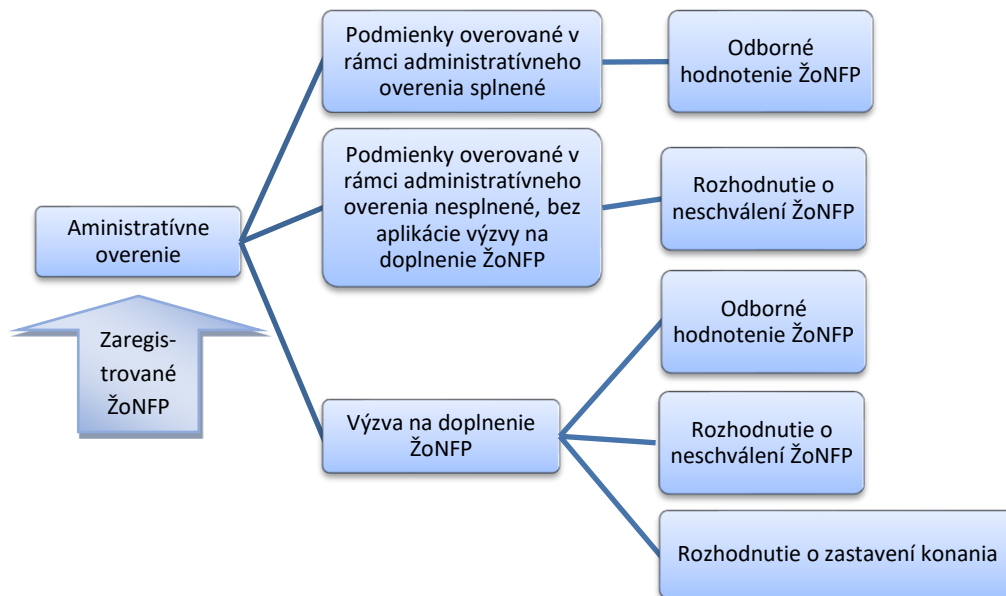 Aministratívne
overenie
Zaregis-
trované
ŽoNFP
Podmienky overované v
rámci administratívneho
overenia splnené
Odborné
hodnotenie ŽoNFP
Podmienky overované v
rámci administratívneho
overenia nesplnené, bez
aplikácie výzvy na
doplnenie ŽoNFP
Rozhodnutie o
neschválení ŽoNFP
Výzva na doplnenie
ŽoNFP
Odborné
hodnotenie ŽoNFP
Rozhodnutie o
neschválení ŽoNFP
Rozhodnutie o zastavení konania